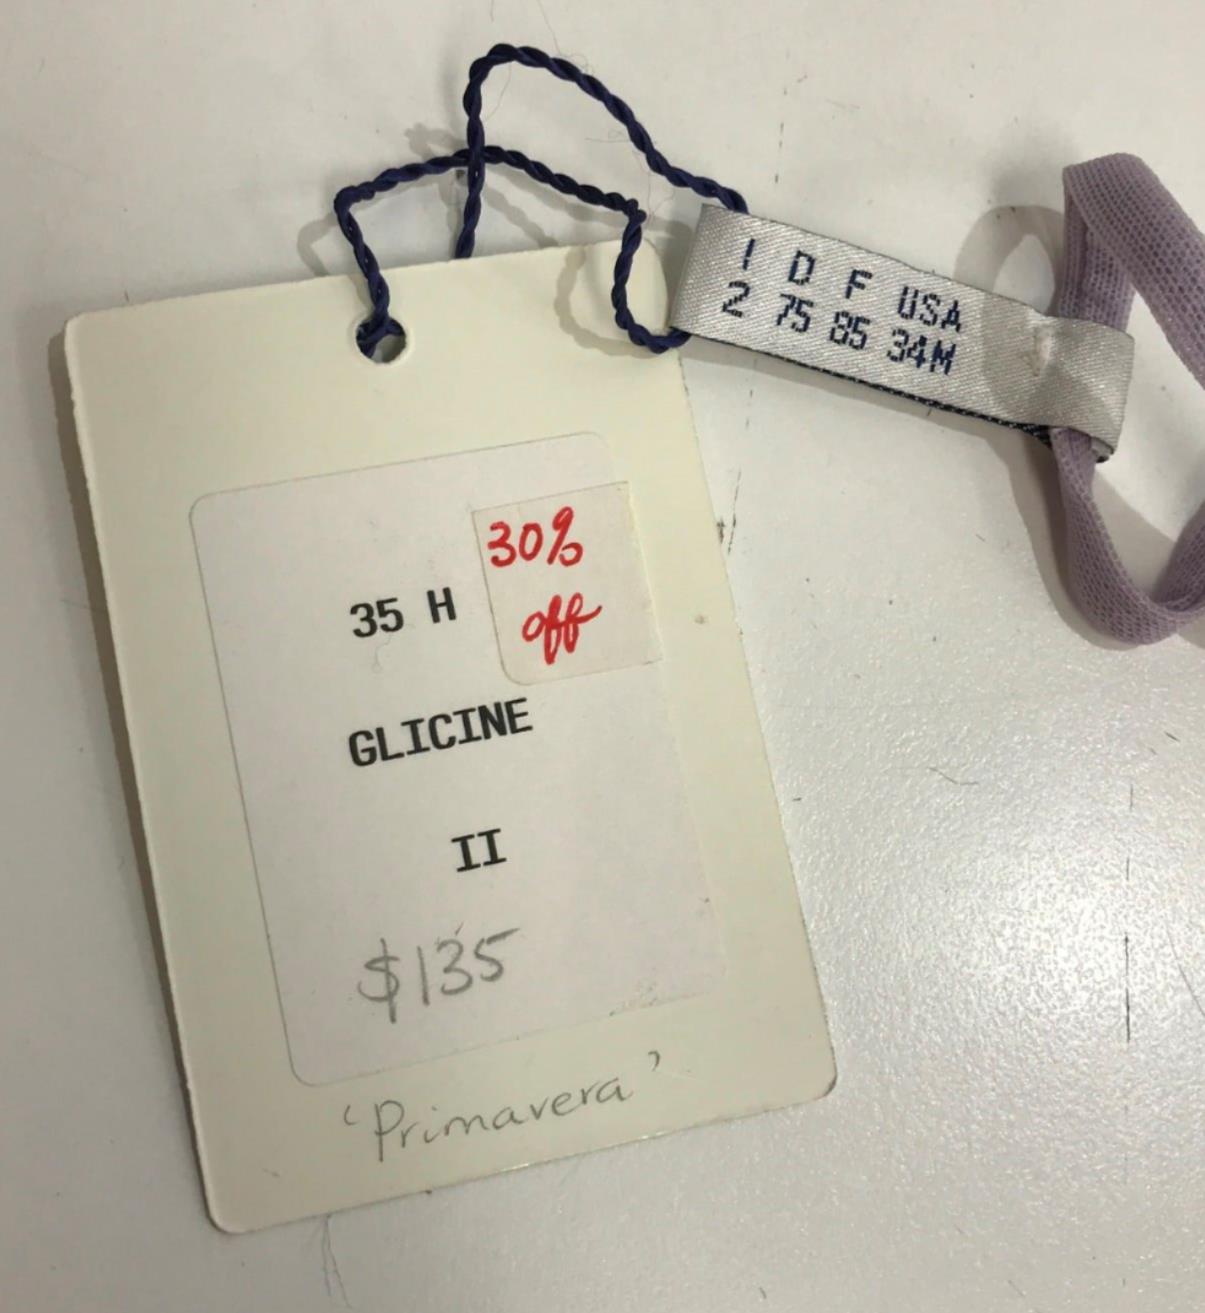 I D F USA
2 75 85 34M
30%
off
35 H
GLICINE
II
$135
'Primavera'